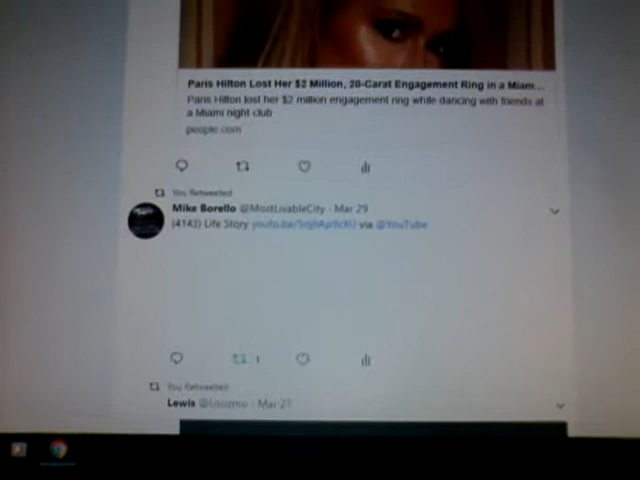 Paris Hilton Lost Her $2 Million, 20-Carat Engagement Ring in a Miam...
Paris Hilton lost her $2 million engagement ring while dancing with friends at
a Miami night club
people.com
You Retweeted
Mike Borello @MostLivableCity · Mar 29
(4143) Life Story via @YouTube
1
You Retweeted
Lewis Mar